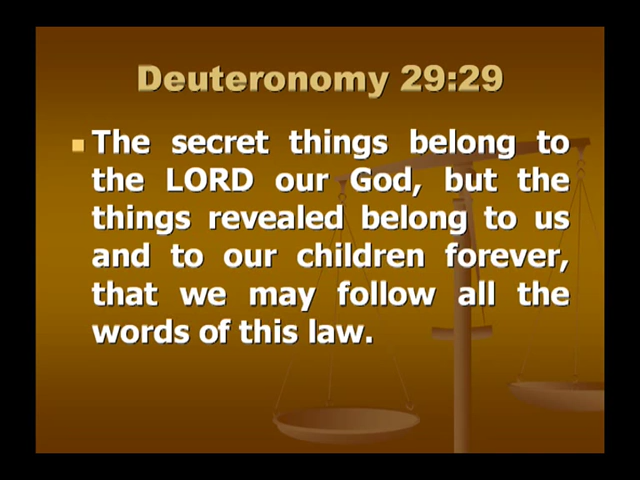 Deuteronomy 29:29
The secret things belong to
the LORD our God, but the
things revealed belong to us
and to our children forever,
that we may follow all the
words of this law.